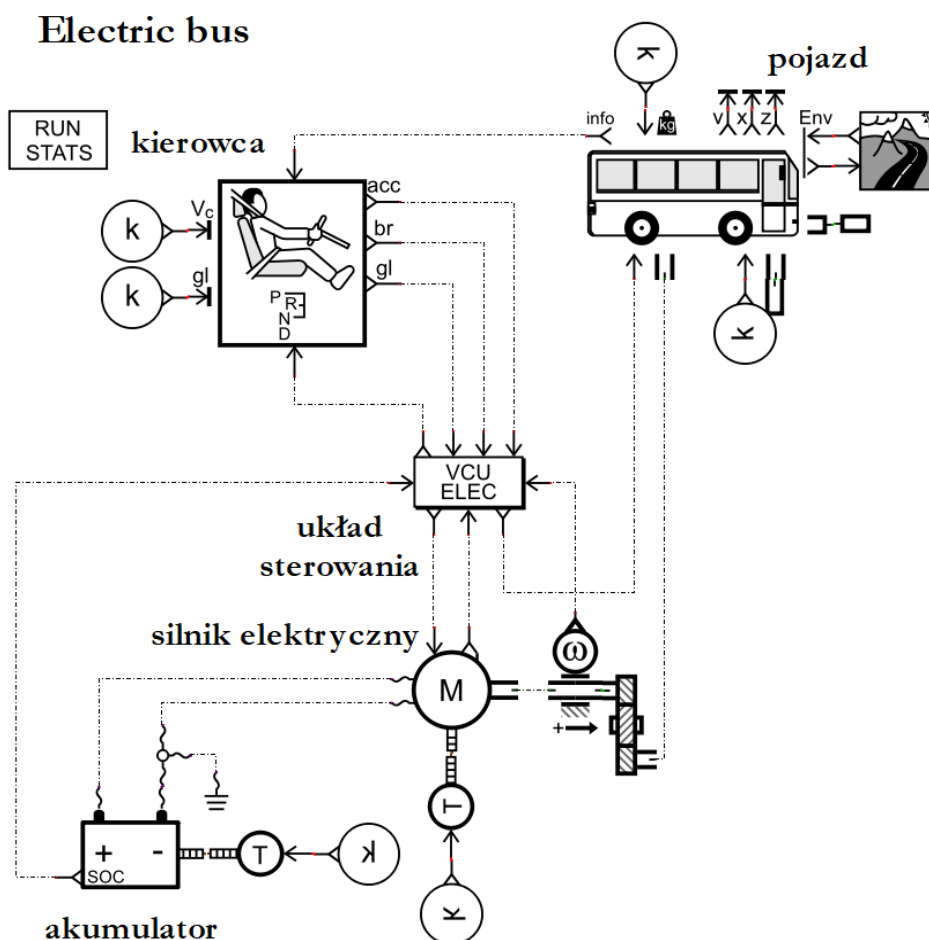 Electric bus
k
pojazd
RUN
STATS
kierowca
info
kg
v x z
Env
acc
k
Vc
br
k
gl
gl
P
R
N
D
k
VCU
ELEC
układ
sterowania
silnik elektryczny
ω
M
+
T
+ -
SOC
T
k
k
akumulator